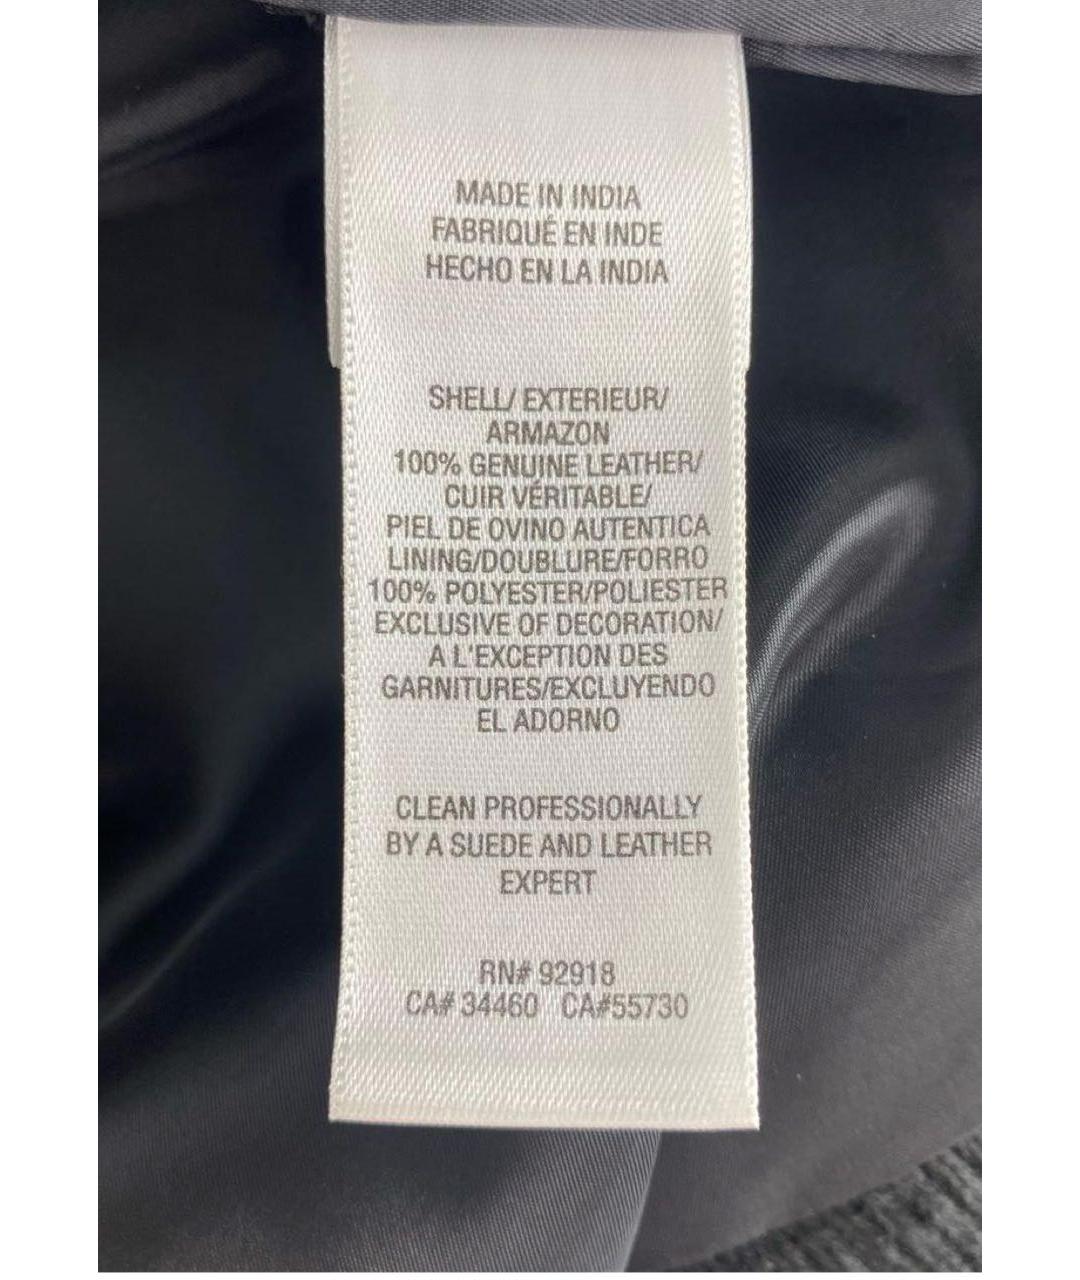 MADE IN INDIA
FABRIQUÉ EN INDE
HECHO EN LA INDIA
SHELL/ EXTERIEUR/
ARMAZON
100% GENUINE LEATHER/
CUIR VÉRITABLE/
PIEL DE OVINO AUTENTICA
LINING/DOUBLURE/FORRO
100% POLYESTER/POLIESTER
EXCLUSIVE OF DECORATION/
A L'EXCEPTION DES
GARNITURES/EXCLUYENDO
EL ADORNO
CLEAN PROFESSIONALLY
BY A SUEDE AND LEATHER
EXPERT
RN# 92918
CA# 34460 CA#55730